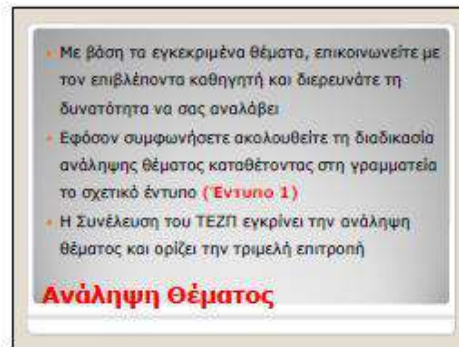 • Με βάση τα εγκεκριμένα θέματα, επικοινωνείτε με
τον επιβλέποντα καθηγητή και διερευνάτε τη
δυνατότητα να σας αναλάβει
• Εφόσον συμφωνήσετε ακολουθείτε τη διαδικασία
ανάληψης θέματος καταθέτοντας στη γραμματεία
το σχετικό έντυπο (Έντυπο 1)
• Η Συνέλευση του ΤΕΖΠ εγκρίνει την ανάληψη
θέματος και ορίζει την τριμελή επιτροπή
Ανάληψη Θέματος